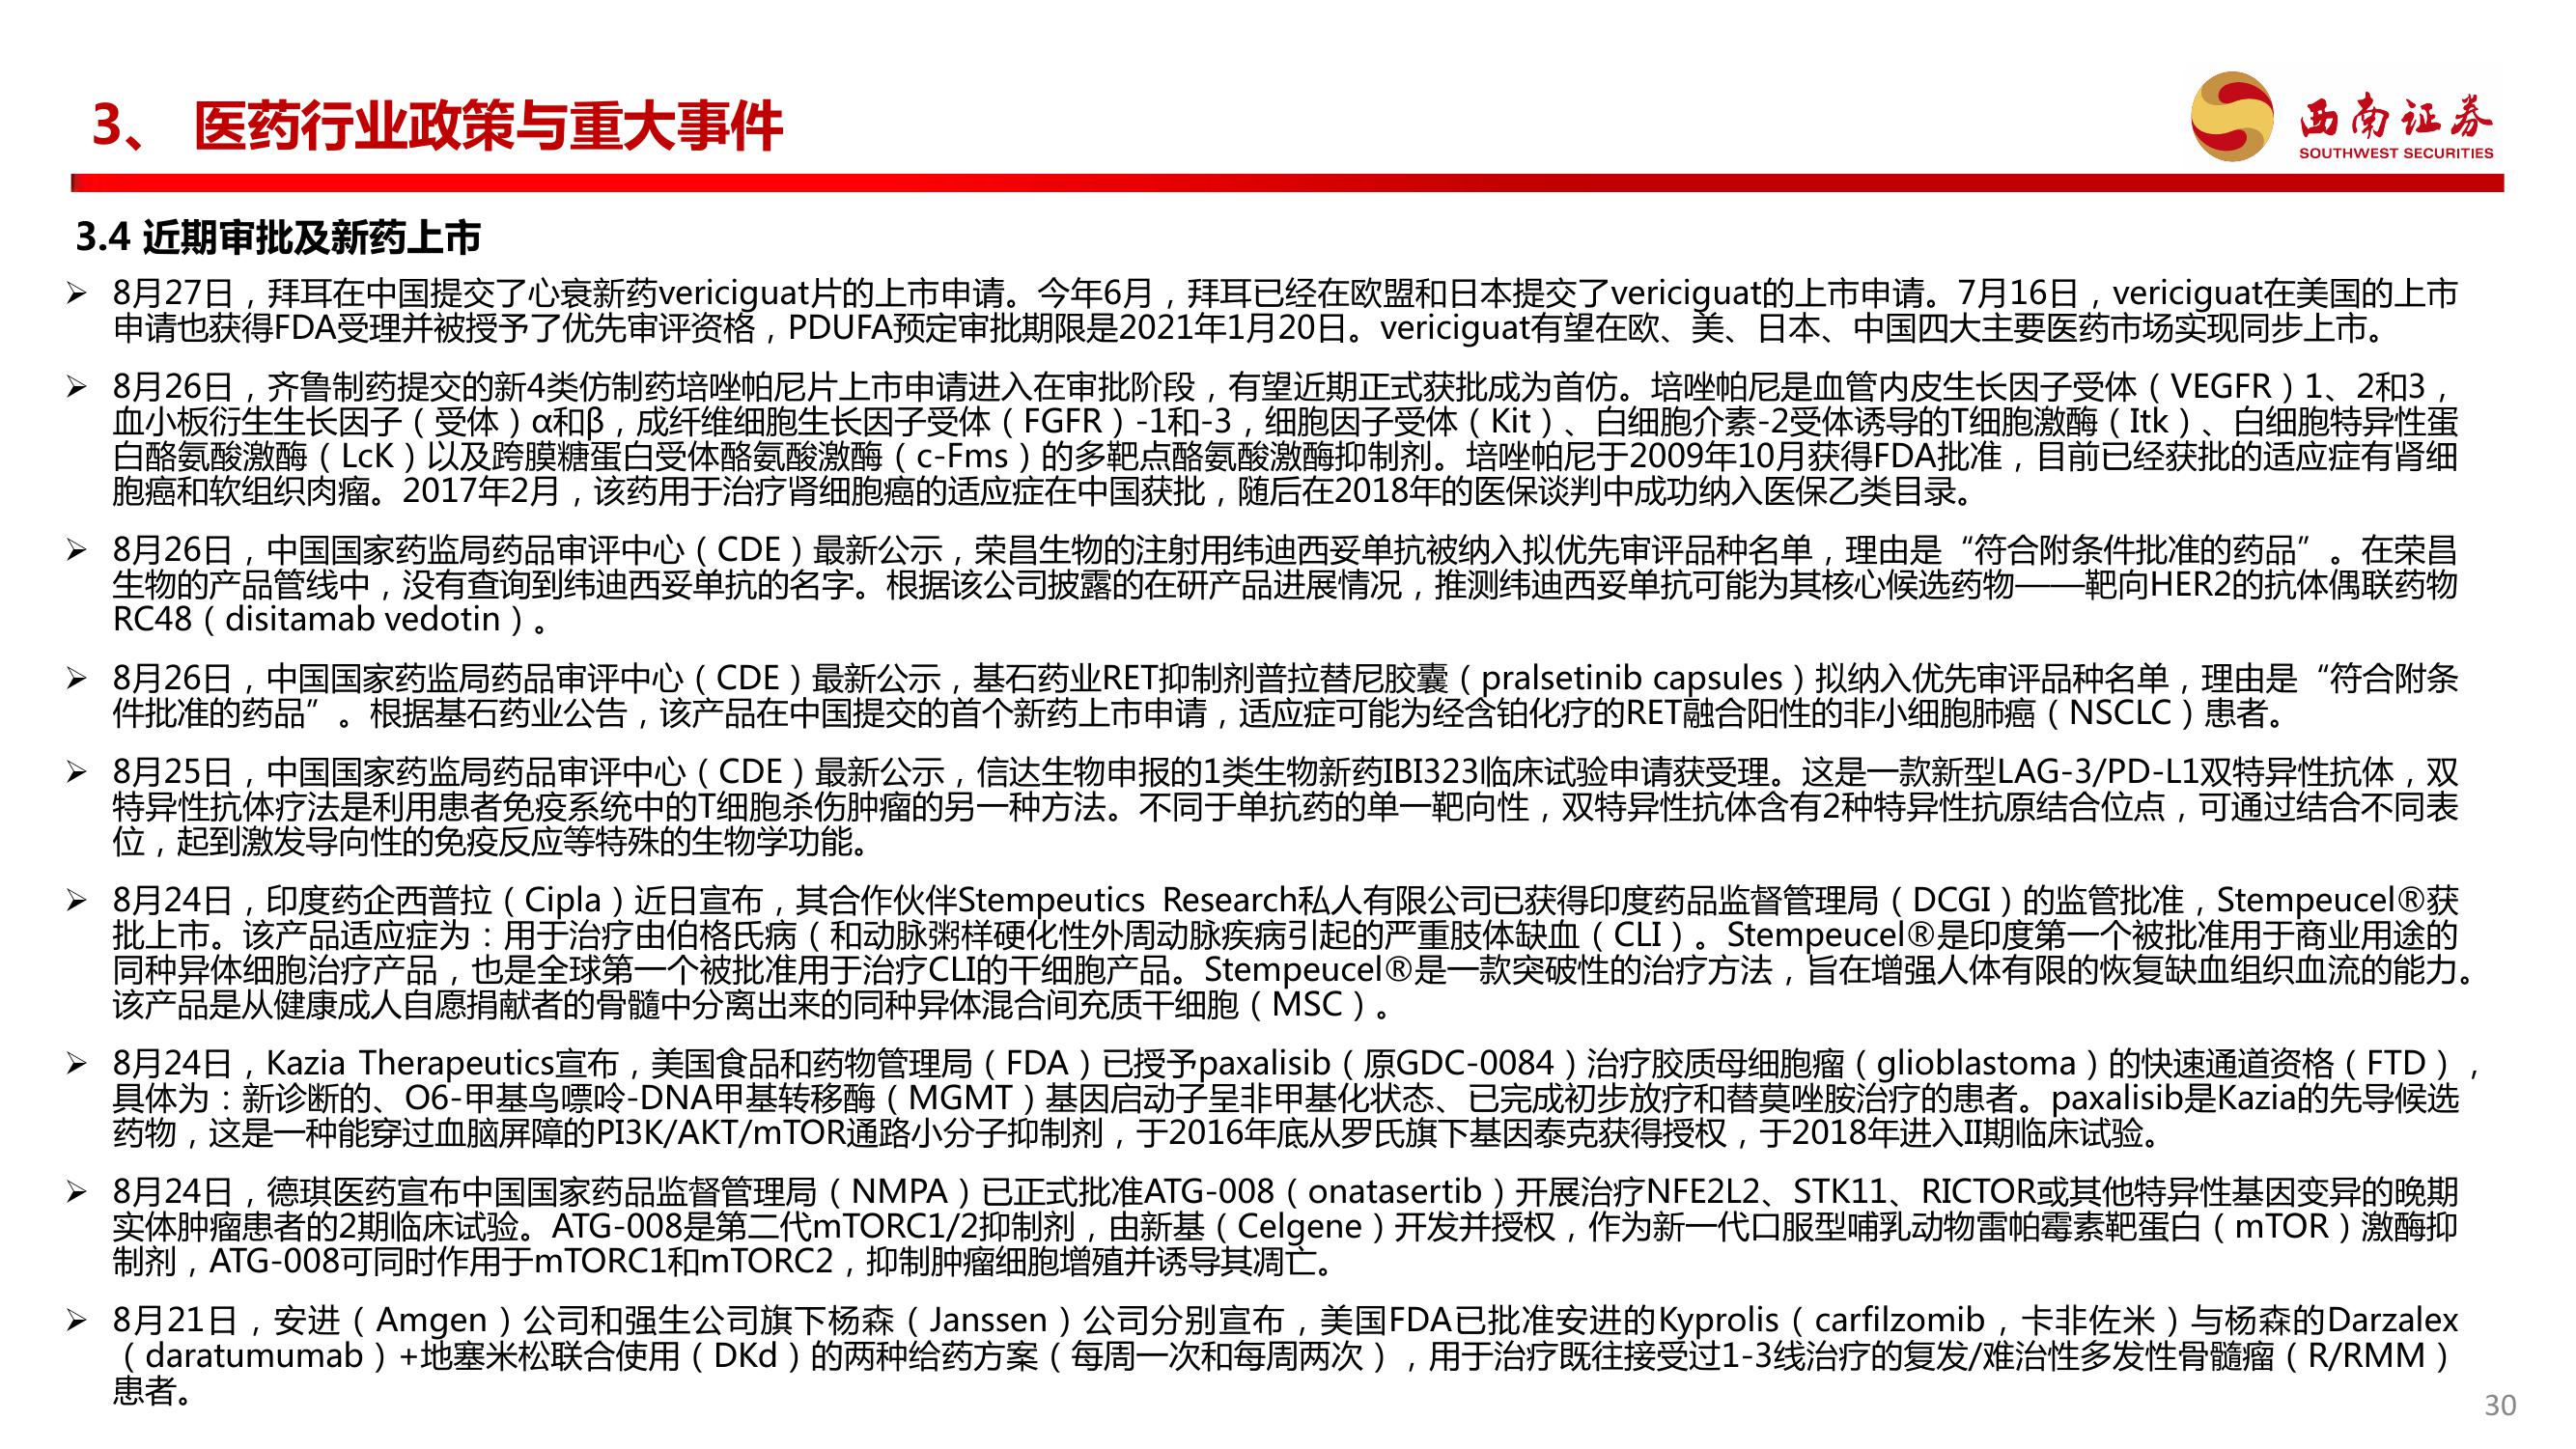 3、 医药行业政策与重大事件
西南证券
SOUTHWEST SECURITIES
3.4 近期审批及新药上市
➢ 8月27日，拜耳在中国提交了心衰新药vericiguat片的上市申请。今年6月，拜耳已经在欧盟和日本提交了vericiguat的上市申请。7月16日，vericiguat在美国的上市
申请也获得FDA受理并被授予了优先审评资格，PDUFA预定审批期限是2021年1月20日。vericiguat有望在欧、美、日本、中国四大主要医药市场实现同步上市。
➢ 8月26日，齐鲁制药提交的新4类仿制药培唑帕尼片上市申请进入在审批阶段，有望近期正式获批成为首仿。培唑帕尼是血管内皮生长因子受体（VEGFR）1、2和3，
血小板衍生生长因子（受体）α和β，成纤维细胞生长因子受体（FGFR）-1和-3，细胞因子受体（Kit）、白细胞介素-2受体诱导的T细胞激酶（Itk）、白细胞特异性蛋
白酪氨酸激酶（LcK）以及跨膜糖蛋白受体酪氨酸激酶（c-Fms）的多靶点酪氨酸激酶抑制剂。培唑帕尼于2009年10月获得FDA批准，目前已经获批的适应症有肾细
胞癌和软组织肉瘤。2017年2月，该药用于治疗肾细胞癌的适应症在中国获批，随后在2018年的医保谈判中成功纳入医保乙类目录。
➢ 8月26日，中国国家药监局药品审评中心（CDE）最新公示，荣昌生物的注射用纬迪西妥单抗被纳入拟优先审评品种名单，理由是“符合附条件批准的药品”。在荣昌
生物的产品管线中，没有查询到纬迪西妥单抗的名字。根据该公司披露的在研产品进展情况，推测纬迪西妥单抗可能为其核心候选药物——靶向HER2的抗体偶联药物
RC48（disitamab vedotin）。
➢ 8月26日，中国国家药监局药品审评中心（CDE）最新公示，基石药业RET抑制剂普拉替尼胶囊（pralsetinib capsules）拟纳入优先审评品种名单，理由是“符合附条
件批准的药品”。根据基石药业公告，该产品在中国提交的首个新药上市申请，适应症可能为经含铂化疗的RET融合阳性的非小细胞肺癌（NSCLC）患者。
➢ 8月25日，中国国家药监局药品审评中心（CDE）最新公示，信达生物申报的1类生物新药IBI323临床试验申请获受理。这是一款新型LAG-3/PD-L1双特异性抗体，双
特异性抗体疗法是利用患者免疫系统中的T细胞杀伤肿瘤的另一种方法。不同于单抗药的单一靶向性，双特异性抗体含有2种特异性抗原结合位点，可通过结合不同表
位，起到激发导向性的免疫反应等特殊的生物学功能。
➢ 8月24日，印度药企西普拉（Cipla）近日宣布，其合作伙伴Stempeutics Research私人有限公司已获得印度药品监督管理局（DCGI）的监管批准，Stempeucel®获
批上市。该产品适应症为：用于治疗由伯格氏病（和动脉粥样硬化性外周动脉疾病引起的严重肢体缺血（CLI）。Stempeucel®是印度第一个被批准用于商业用途的
同种异体细胞治疗产品，也是全球第一个被批准用于治疗CLI的干细胞产品。Stempeucel®是一款突破性的治疗方法，旨在增强人体有限的恢复缺血组织血流的能力。
该产品是从健康成人自愿捐献者的骨髓中分离出来的同种异体混合间充质干细胞（MSC）。
➢ 8月24日，Kazia Therapeutics宣布，美国食品和药物管理局（FDA）已授予paxalisib（原GDC-0084）治疗胶质母细胞瘤（glioblastoma）的快速通道资格（FTD），
具体为：新诊断的、O6-甲基鸟嘌呤-DNA甲基转移酶（MGMT）基因启动子呈非甲基化状态、已完成初步放疗和替莫唑胺治疗的患者。paxalisib是Kazia的先导候选
药物，这是一种能穿过血脑屏障的PI3K/AKT/mTOR通路小分子抑制剂，于2016年底从罗氏旗下基因泰克获得授权，于2018年进入II期临床试验。
➢ 8月24日，德琪医药宣布中国国家药品监督管理局（NMPA）已正式批准ATG-008（onatasertib）开展治疗NFE2L2、STK11、RICTOR或其他特异性基因变异的晚期
实体肿瘤患者的2期临床试验。ATG-008是第二代mTORC1/2抑制剂，由新基（Celgene）开发并授权，作为新一代口服型哺乳动物雷帕霉素靶蛋白（mTOR）激酶抑
制剂，ATG-008可同时作用于mTORC1和mTORC2，抑制肿瘤细胞增殖并诱导其凋亡。
➢ 8月21日，安进（Amgen）公司和强生公司旗下杨森（Janssen）公司分别宣布，美国FDA已批准安进的Kyprolis（carfilzomib，卡非佐米）与杨森的Darzalex
（daratumumab）+地塞米松联合使用（DKd）的两种给药方案（每周一次和每周两次），用于治疗既往接受过1-3线治疗的复发/难治性多发性骨髓瘤（R/RMM）
患者。
30